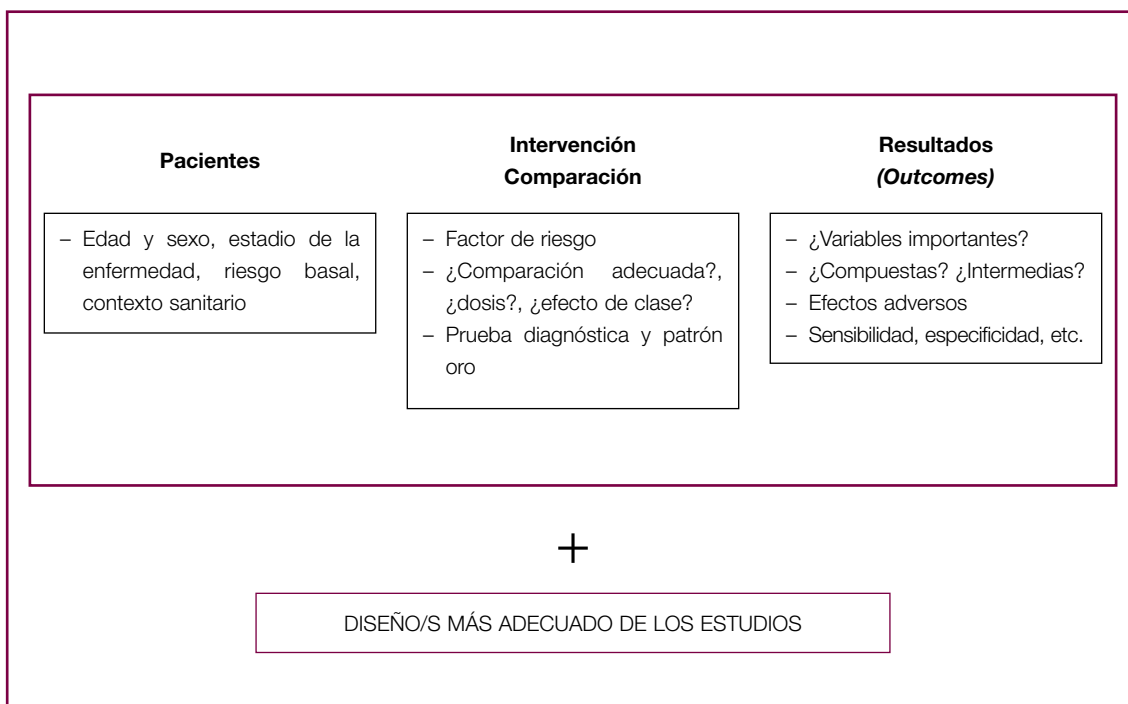 Pacientes
– Edad y sexo, estadio de la
enfermedad, riesgo basal,
contexto sanitario
Intervención
Comparación
– Factor de riesgo
– ¿Comparación adecuada?,
¿dosis?, ¿efecto de clase?
– Prueba diagnóstica y patrón
oro
Resultados
(Outcomes)
– ¿Variables importantes?
– ¿Compuestas? ¿Intermedias?
– Efectos adversos
– Sensibilidad, especificidad, etc.
+
DISEÑO/S MÁS ADECUADO DE LOS ESTUDIOS